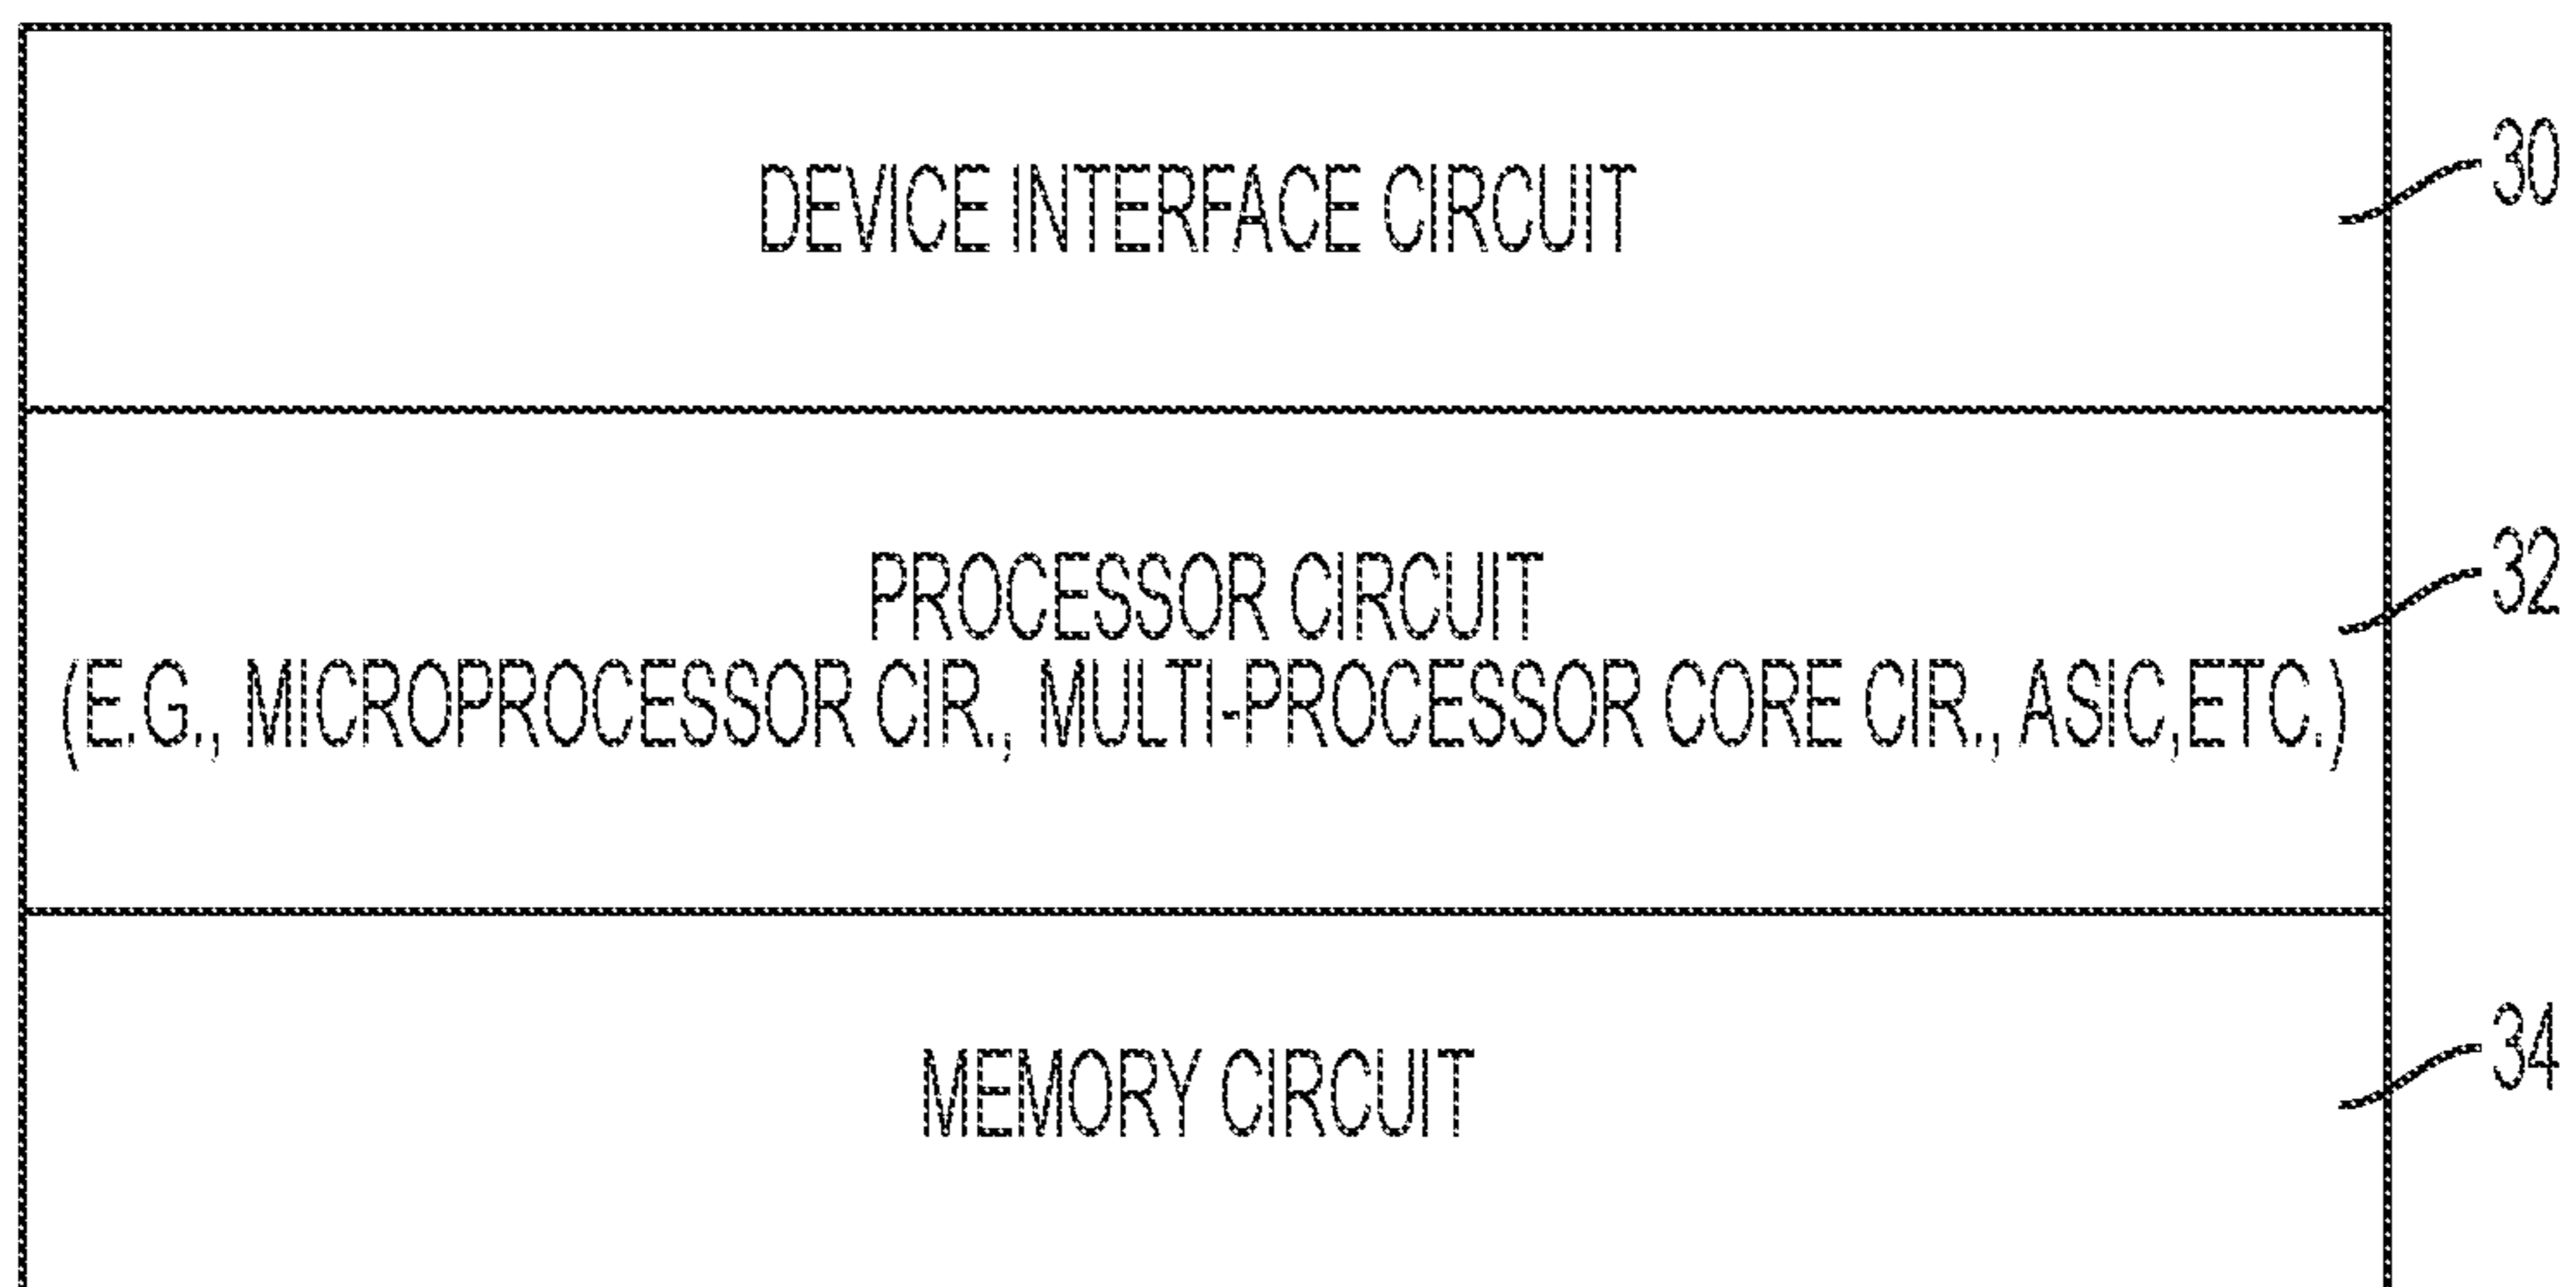 DEVICE INTERFACE CIRCUIT
30
PROCESSOR CIRCUIT
32
(E.G., MICROPROCESSOR CIR., MULTI-PROCESSOR CORE CIR., ASIC,ETC.)
MEMORY CIRCUIT
34